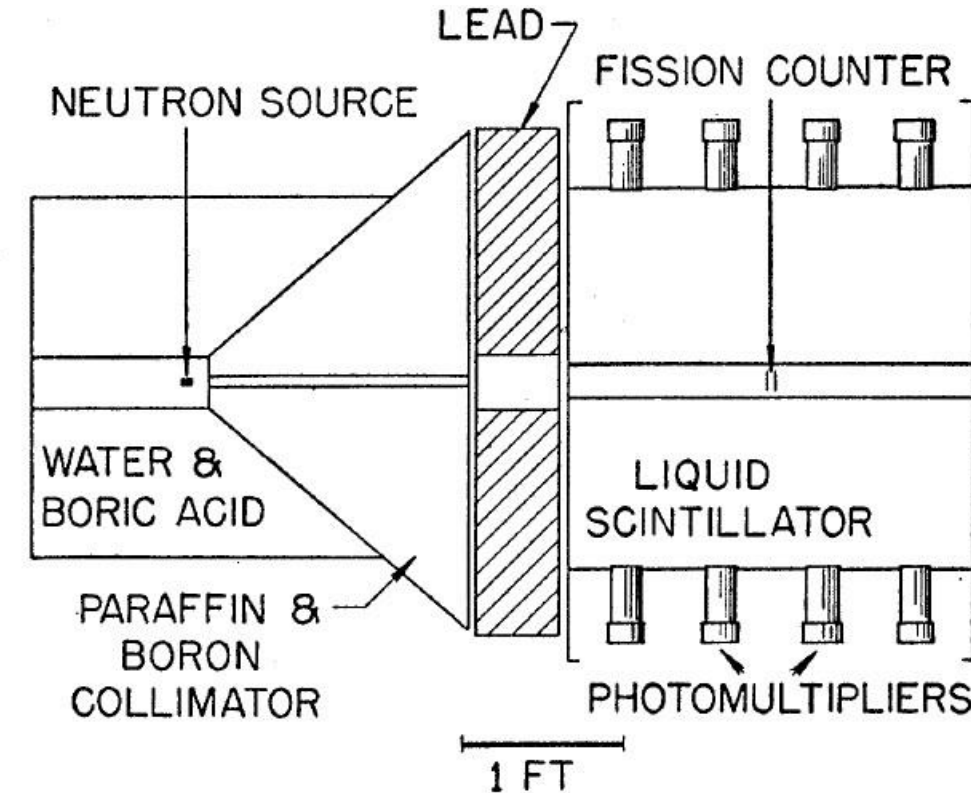 LEAD
NEUTRON SOURCE
FISSION COUNTER
WATER &
BORIC ACID
LIQUID
SCINTILLATOR
PARAFFIN &
BORON
COLLIMATOR
PHOTOMULTIPLIERS
1 FT